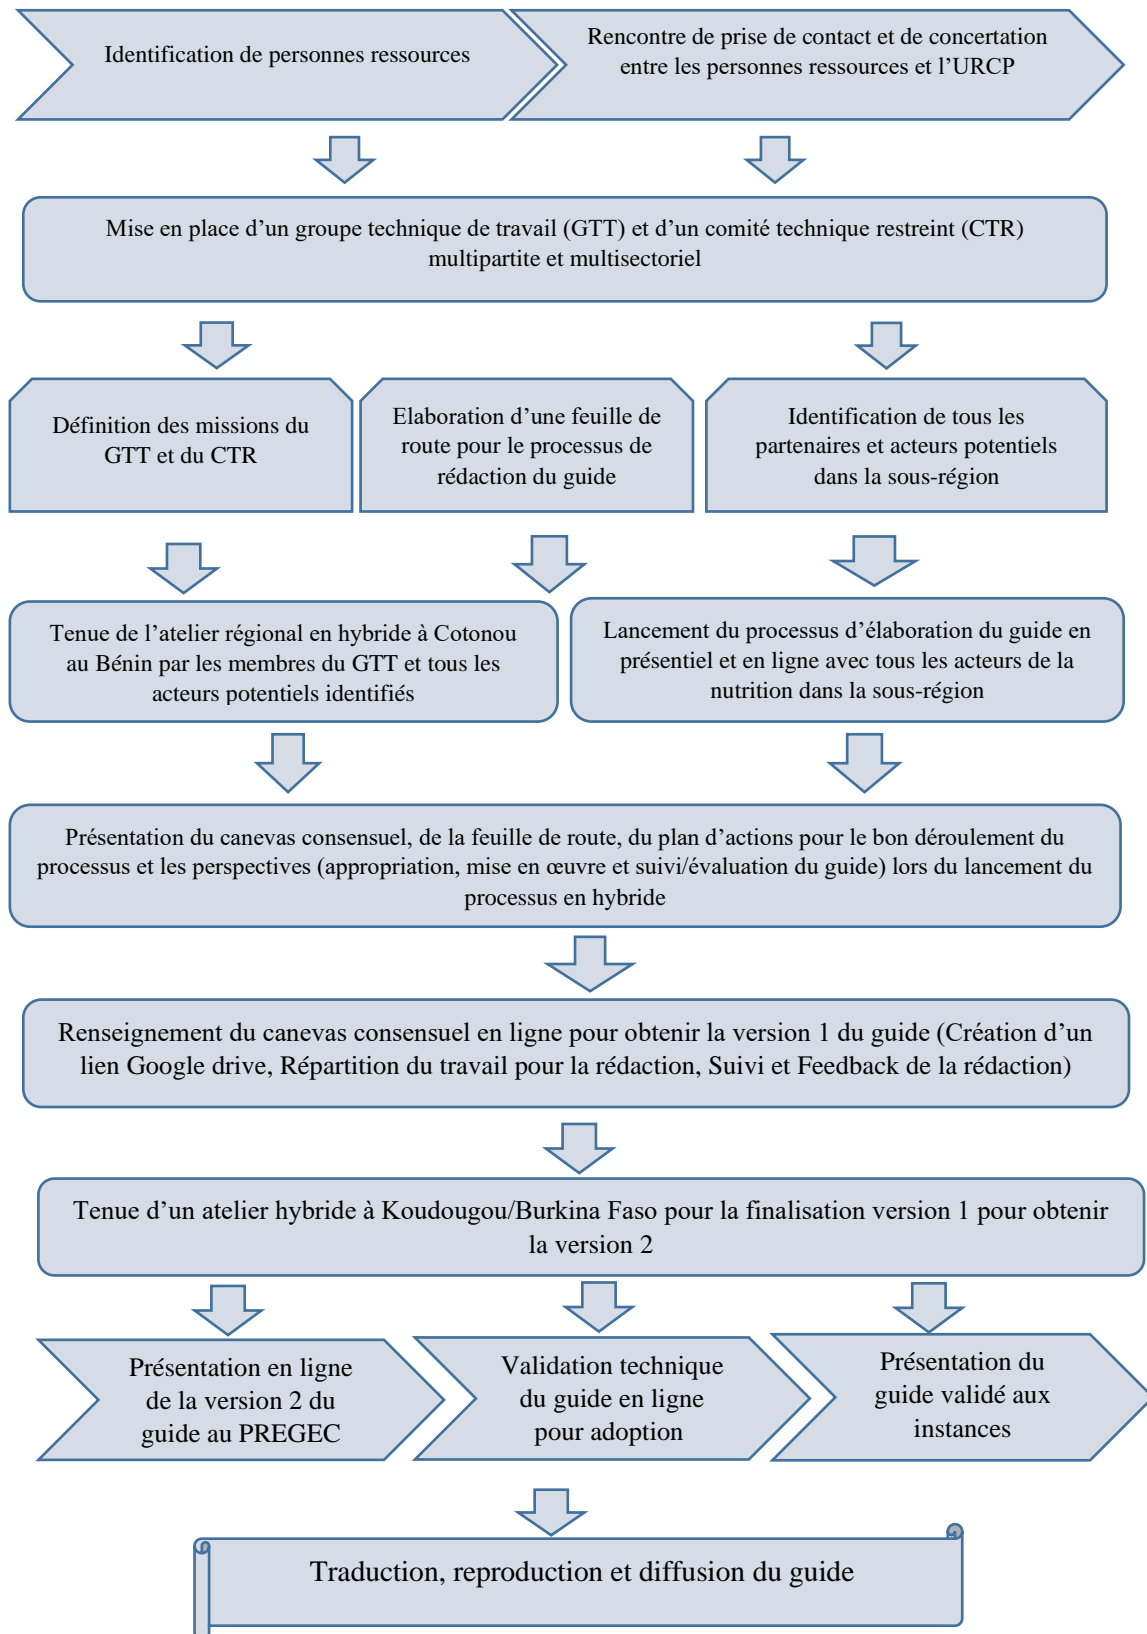 Identification de personnes ressources
Rencontre de prise de contact et de concertation
entre les personnes ressources et l’URCP
Mise en place d’un groupe technique de travail (GTT) et d’un comité technique restreint (CTR)
multipartite et multisectoriel
Définition des missions du
GTT et du CTR
Elaboration d’une feuille de
route pour le processus de
rédaction du guide
Identification de tous les
partenaires et acteurs potentiels
dans la sous-région
Tenue de l’atelier régional en hybride à Cotonou
au Bénin par les membres du GTT et tous les
acteurs potentiels identifiés
Lancement du processus d’élaboration du guide en
présentiel et en ligne avec tous les acteurs de la
nutrition dans la sous-région
Présentation du canevas consensuel, de la feuille de route, du plan d’actions pour le bon déroulement du
processus et les perspectives (appropriation, mise en œuvre et suivi/évaluation du guide) lors du lancement du
processus en hybride
Renseignement du canevas consensuel en ligne pour obtenir la version 1 du guide (Création d’un
lien Google drive, Répartition du travail pour la rédaction, Suivi et Feedback de la rédaction)
Tenue d’un atelier hybride à Koudougou/Burkina Faso pour la finalisation version 1 pour obtenir
la version 2
Présentation en ligne
de la version 2 du
guide au PREGEC
Validation technique
du guide en ligne
pour adoption
Présentation du
guide validé aux
instances
Traduction, reproduction et diffusion du guide